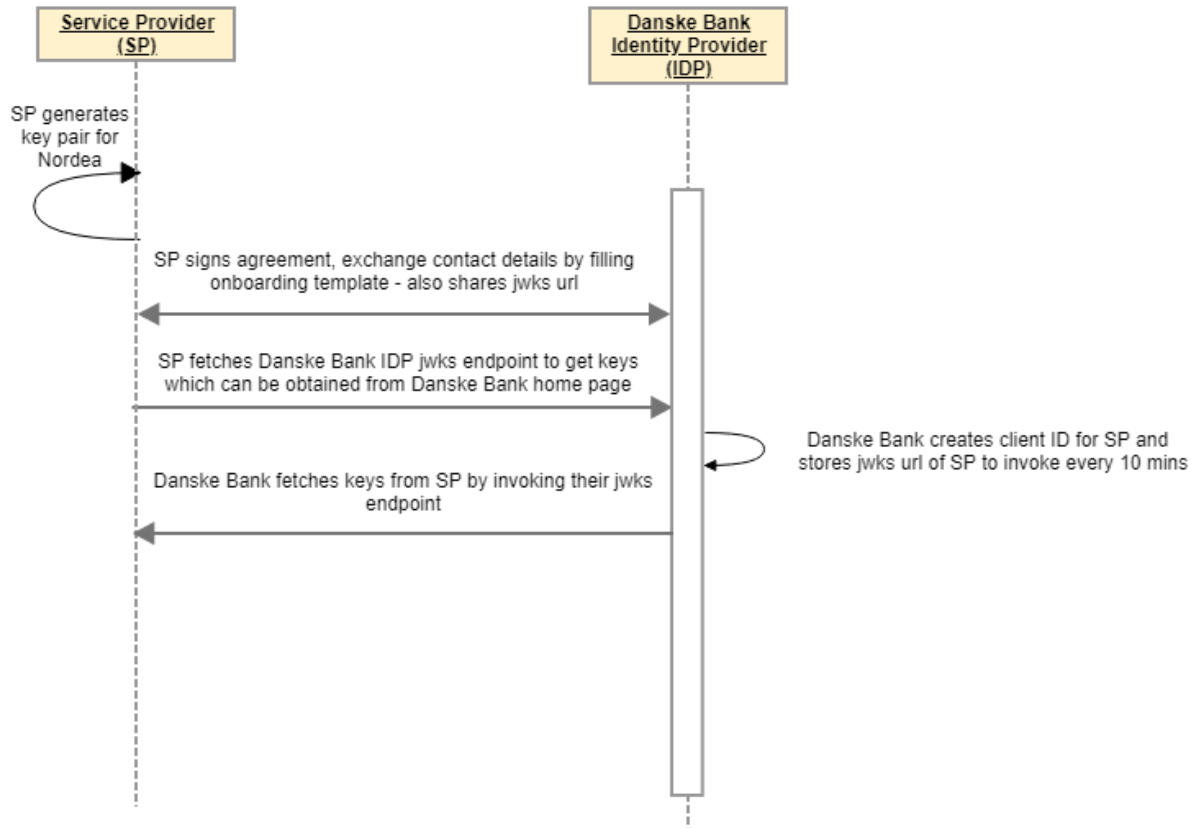 Service Provider
(SP)
Danske Bank
Identity Provider
(IDP)
SP generates
key pair for
Nordea
SP signs agreement, exchange contact details by filling
onboarding template - also shares jwks url
SP fetches Danske Bank IDP jwks endpoint to get keys
which can be obtained from Danske Bank home page
Danske Bank creates client ID for SP and
stores jwks url of SP to invoke every 10 mins
Danske Bank fetches keys from SP by invoking their jwks
endpoint